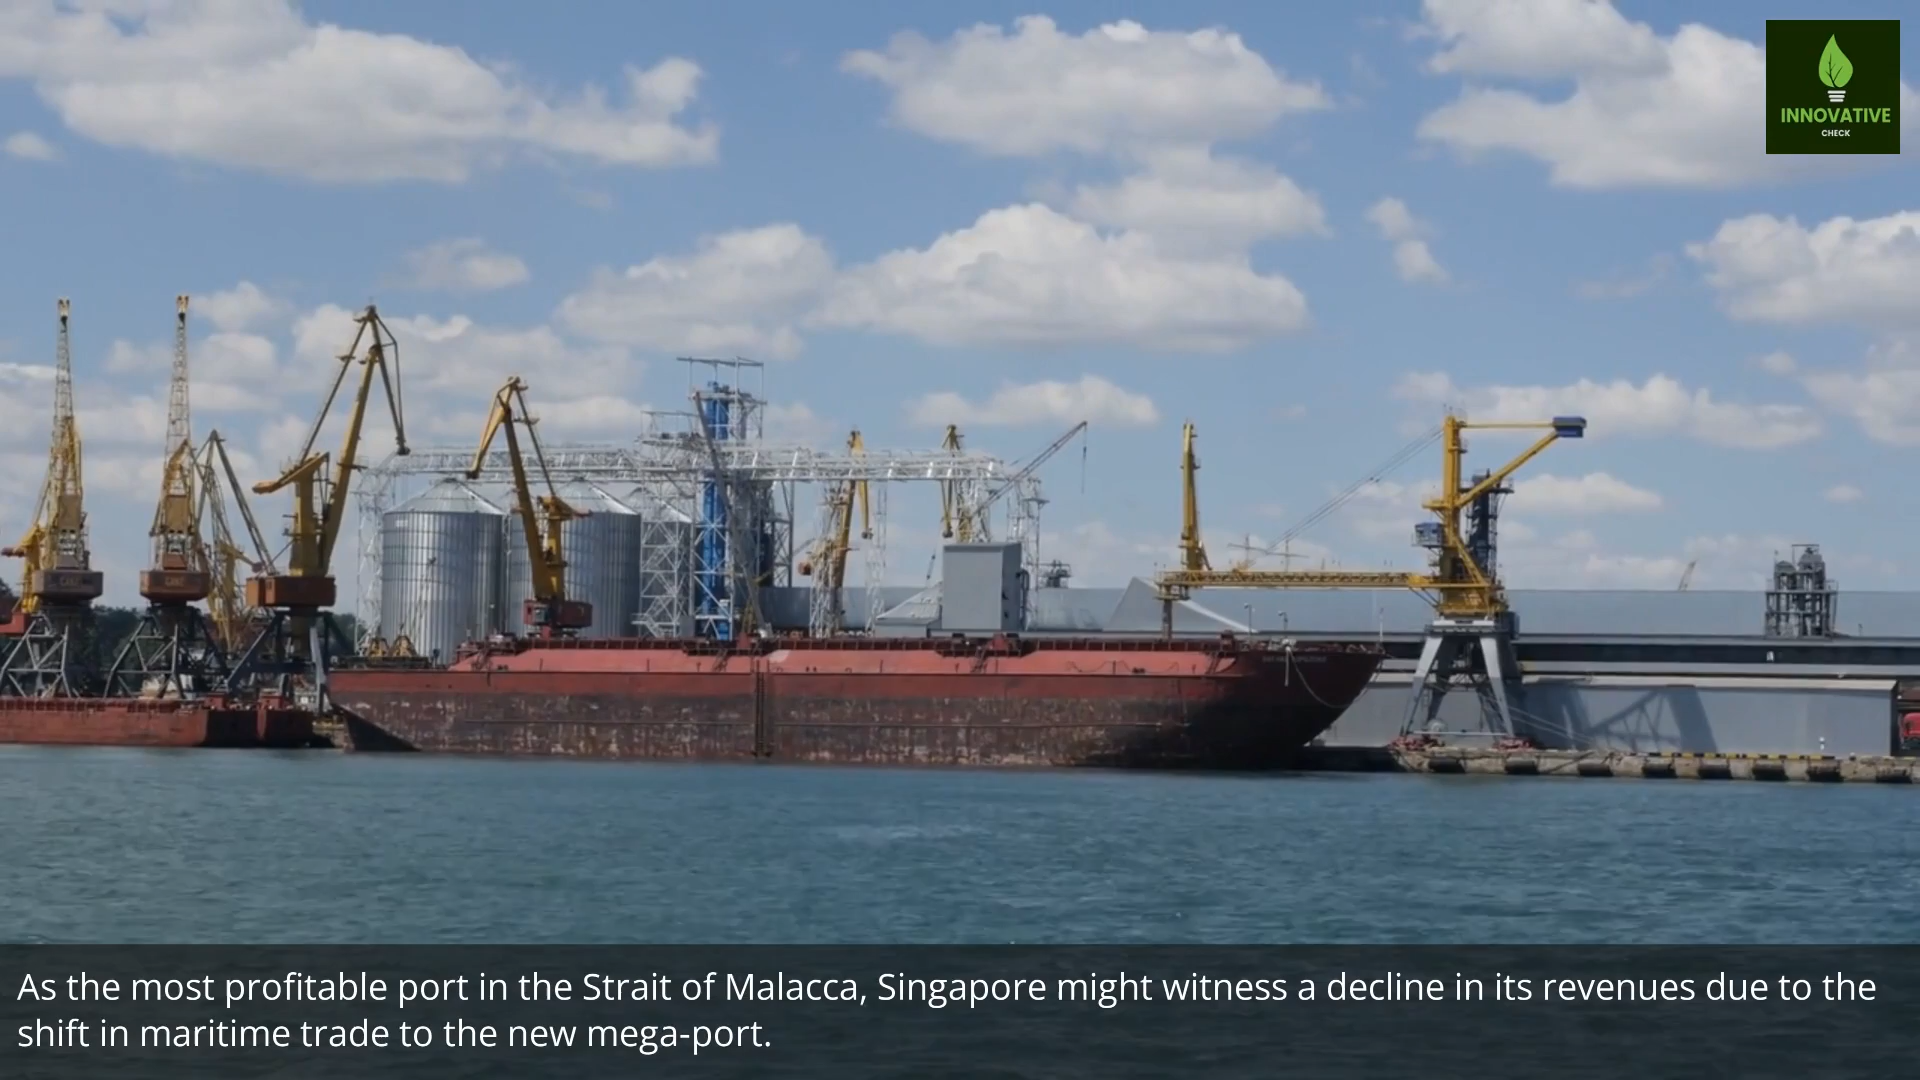 INNOVATIVE
CHECK
As the most profitable port in the Strait of Malacca, Singapore might witness a decline in its revenues due to the
shift in maritime trade to the new mega-port.